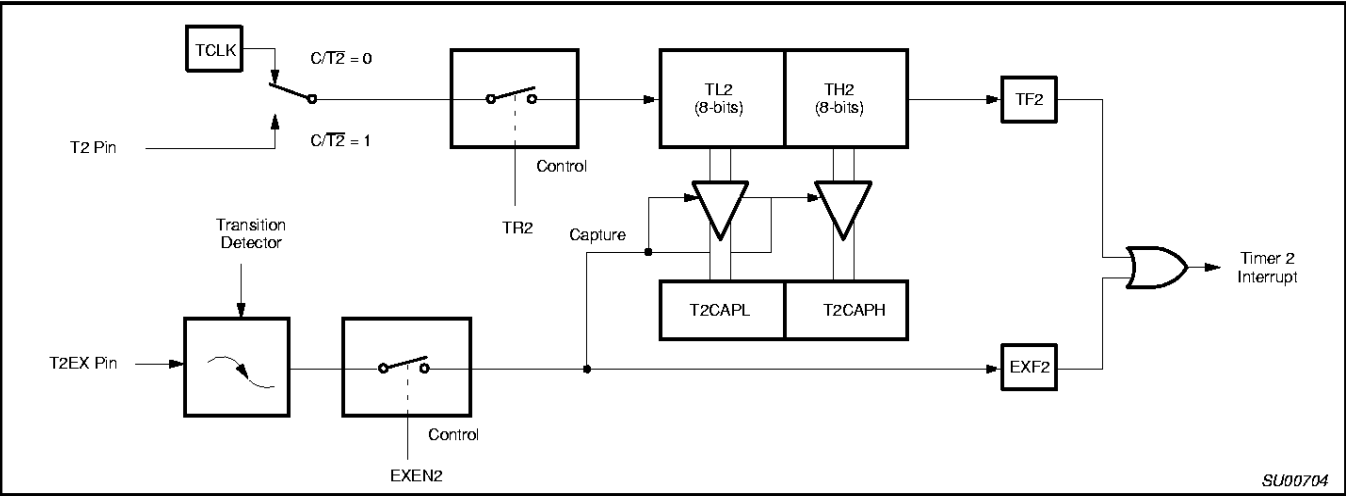 TCLK
C/T2̅ = 0
C/T2̅ = 1
T2 Pin
Control
TR2
TL2
(8-bits)
TH2
(8-bits)
TF2
Transition
Detector
Capture
T2CAPL
T2CAPH
Timer 2
Interrupt
T2EX Pin
Control
EXEN2
EXF2
SU00704